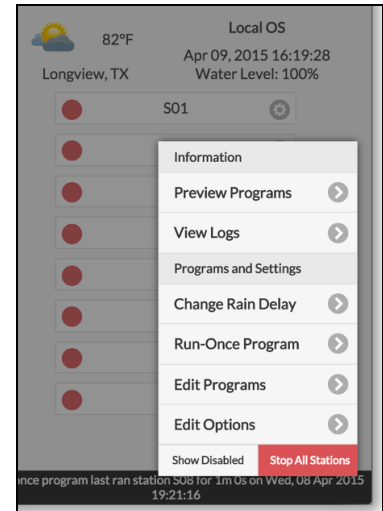 82°F
Longview, TX
Local OS
Apr 09, 2015 16:19:28
Water Level: 100%
S01
Information
Preview Programs
View Logs
Programs and Settings
Change Rain Delay
Run-Once Program
Edit Programs
Edit Options
Show Disabled
Stop All Stations
once program last ran station S08 for 1m 0s on Wed, 08 Apr 2015
19:21:16